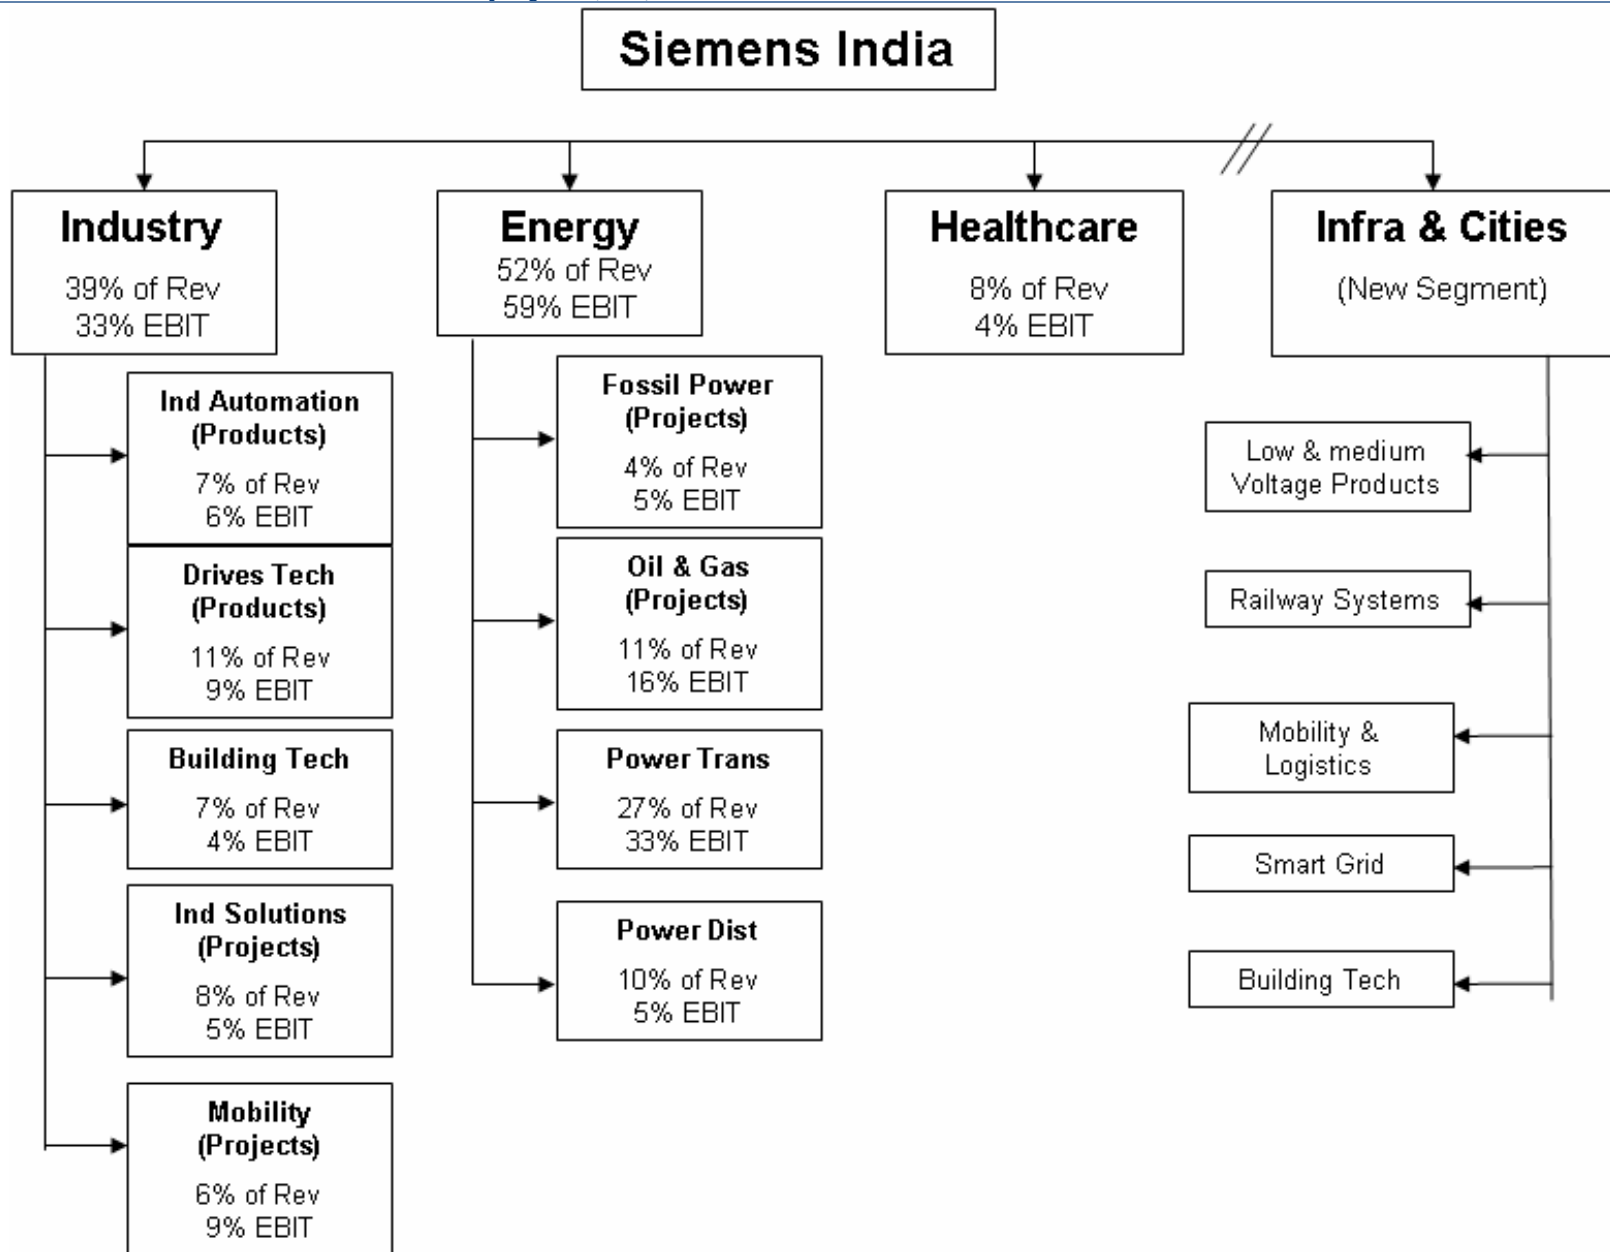 Siemens India
Industry
39% of Rev
33% EBIT
Energy
52% of Rev
59% EBIT
Healthcare
8% of Rev
4% EBIT
Infra & Cities
(New Segment)
Ind Automation
(Products)
7% of Rev
6% EBIT
Drives Tech
(Products)
11% of Rev
9% EBIT
Building Tech
7% of Rev
4% EBIT
Ind Solutions
(Projects)
8% of Rev
5% EBIT
Mobility
(Projects)
6% of Rev
9% EBIT
Fossil Power
(Projects)
4% of Rev
5% EBIT
Oil & Gas
(Projects)
11% of Rev
16% EBIT
Power Trans
27% of Rev
33% EBIT
Power Dist
10% of Rev
5% EBIT
Low & medium
Voltage Products
Railway Systems
Mobility &
Logistics
Smart Grid
Building Tech